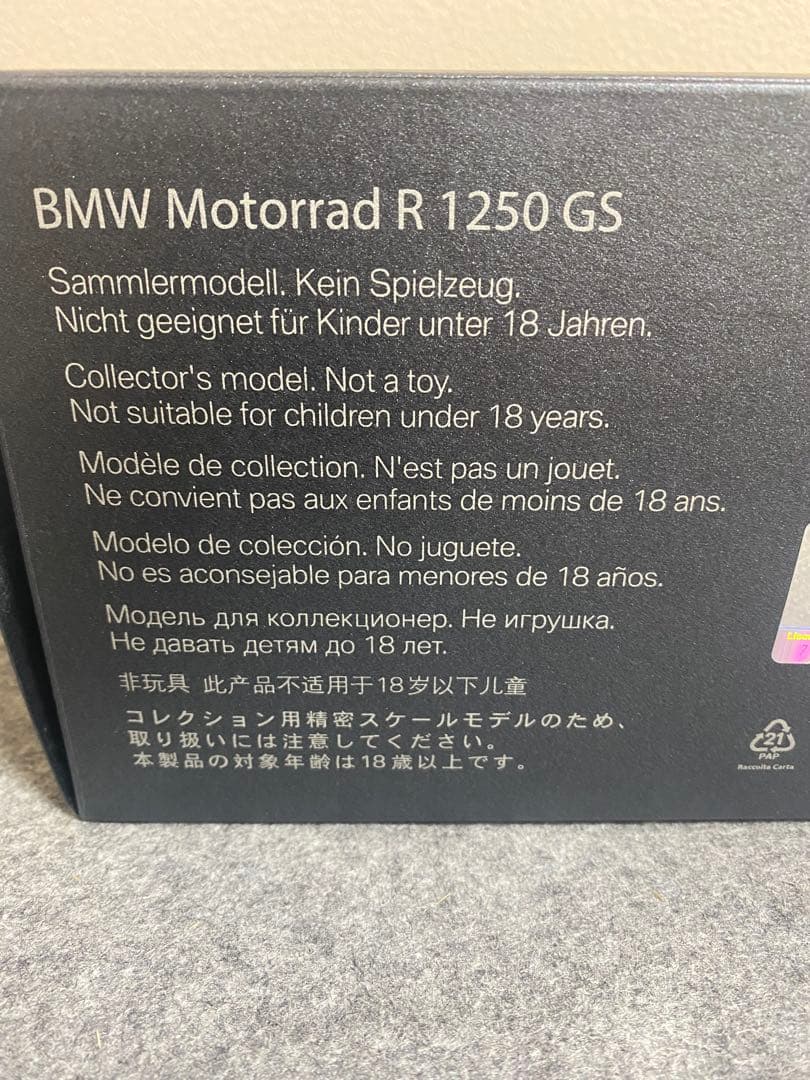 BMW Motorrad R 1250 GS
Sammlermodell. Kein Spielzeug.
Nicht geeignet für Kinder unter 18 Jahren.
Collector's model. Not a toy.
Not suitable for children under 18 years.
Modèle de collection. N'est pas un jouet.
Ne convient pas aux enfants de moins de 18 ans.
Modelo de colección. No juguete.
No es aconsejable para menores de 18 años.
Модель для коллекционер. Не игрушка.
Не давать детям до 18 лет.
非玩具 此产品不适用于18岁以下儿童
コレクション用精密スケールモデルのため、
取り扱いには注意してください。
本製品の対象年齢は18歳以上です。
21
PAP
Raccolta Carta